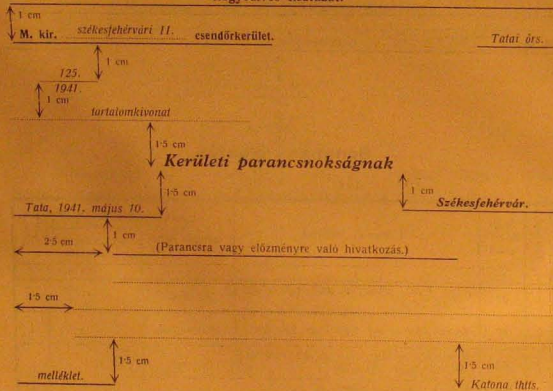 1 cm
M. kir. székesfehérvári II. csendőrkerület. Tatai őrs.
1 cm
125.
1941.
1 cm
tartalomkivonat
1·5 cm
Kerületi parancsnokságnak
1·5 cm
1 cm
Tata, 1941. május 10.
Székesfehérvár.
1 cm
2·5 cm
(Parancsra vagy előzményre való hivatkozás.)
1·5 cm
1·5 cm
1·5 cm
melléklet.
Katona thtts.